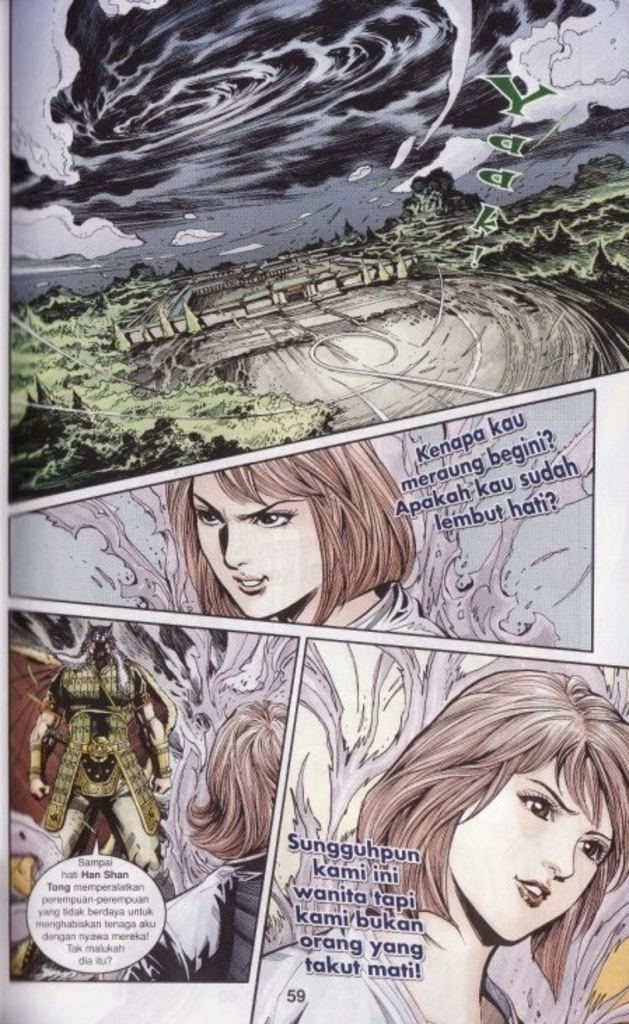 Yaak!
Kenapa kau
meraung begini?
Apakah kau sudah
lembut hati?
Sampai
hati Han Shan
Tong memperalatkan
perempuan-perempuan
yang tidak berdaya untuk
menghabiskan tenaga aku
dengan nyawa mereka!
Tak malukah
dia itu?
Sungguhpun
kami ini
wanita tapi
kami bukan
orang yang
takut mati!
59